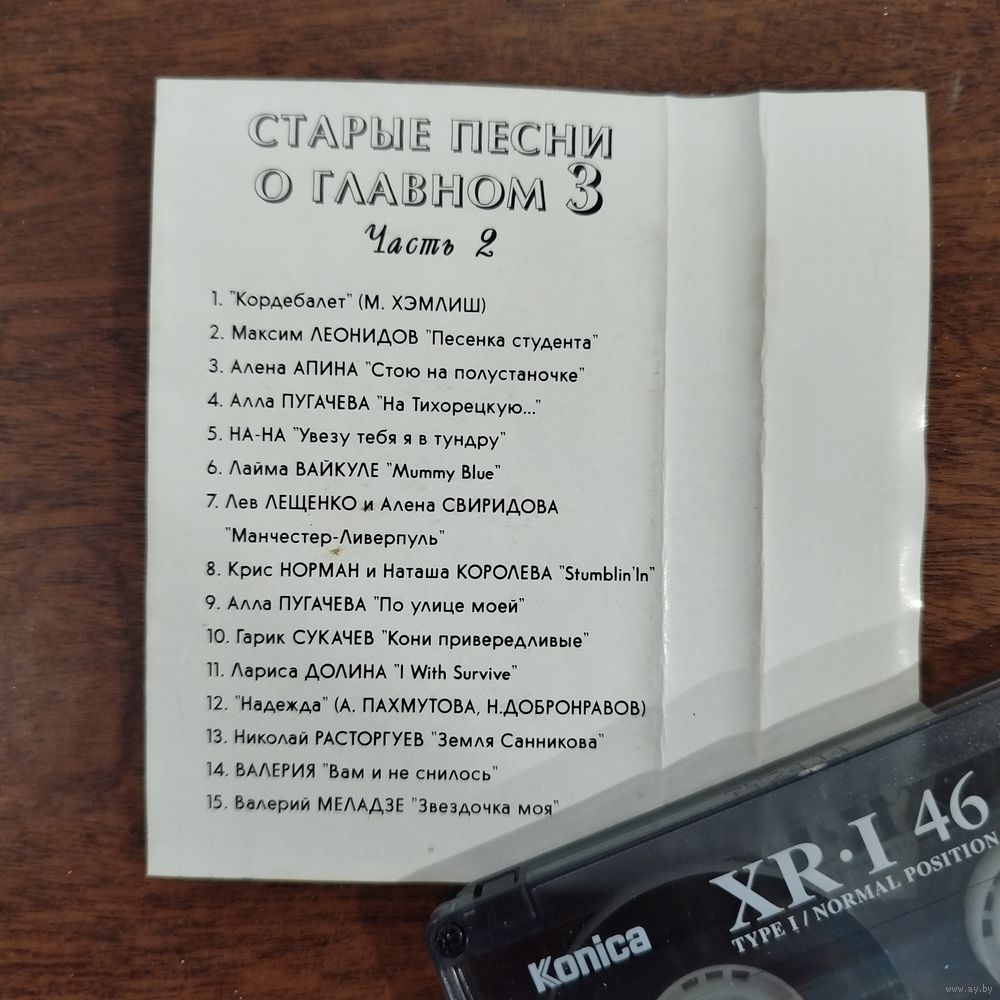 СТАРЫЕ ПЕСНИ
О ГЛАВНОМ 3
Часть 2
1. "Кордебалет" (М. ХЭМЛИШ)
2. Максим ЛЕОНИДОВ "Песенка студента"
3. Алена АПИНА "Стою на полустаночке"
4. Алла ПУГАЧЕВА "На Тихорецкую..."
5. НА-НА "Увезу тебя я в тундру"
6. Лайма ВАЙКУЛЕ "Mummy Blue"
7. Лев ЛЕЩЕНКО и Алена СВИРИДОВА
"Манчестер-Ливерпуль"
8. Крис НОРМАН и Наташа КОРОЛЕВА "Stumblin'In"
9. Алла ПУГАЧЕВА "По улице моей"
10. Гарик СУКАЧЕВ "Кони привередливые"
11. Лариса ДОЛИНА "I With Survive"
12. "Надежда" (А. ПАХМУТОВА, Н.ДОБРОНРАВОВ)
13. Николай РАСТОРГУЕВ "Земля Санникова"
14. ВАЛЕРИЯ "Вам и не снилось"
15. Валерий МЕЛАДЗЕ "Звездочка моя"
XR·I 46
TYPE I / NORMAL POSITION
Konica
www.ay.by